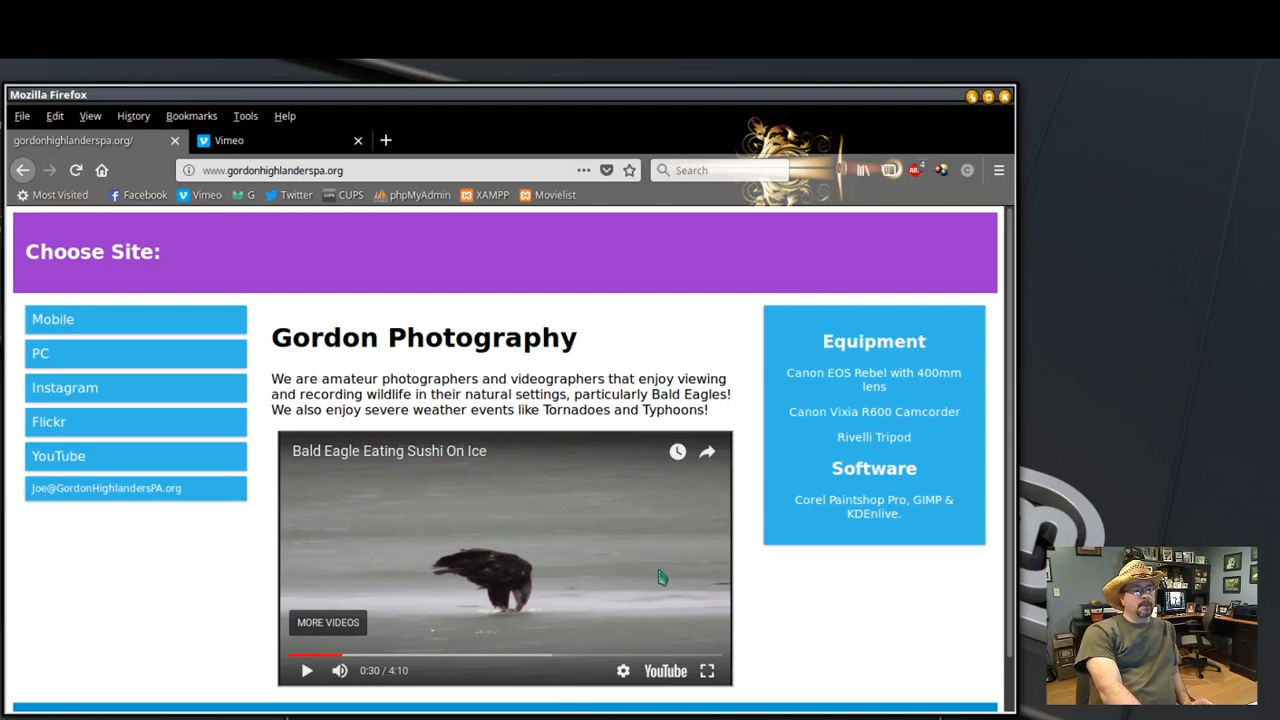 Mozilla Firefox
File Edit View History Bookmarks Tools Help
gordonhighlanderspa.org/ Vimeo
www.gordonhighlanderspa.org Search 4
Most Visited Facebook Vimeo G Twitter CUPS phpMyAdmin XAMPP Movielist
Choose Site:
Mobile
PC
Instagram
Flickr
YouTube
Joe@GordonHighlandersPA.org
Gordon Photography
We are amateur photographers and videographers that enjoy viewing
and recording wildlife in their natural settings, particularly Bald Eagles!
We also enjoy severe weather events like Tornadoes and Typhoons!
Bald Eagle Eating Sushi On Ice
MORE VIDEOS
0:30 / 4:10 YouTube
Equipment
Canon EOS Rebel with 400mm
lens
Canon Vixia R600 Camcorder
Rivelli Tripod
Software
Corel Paintshop Pro, GIMP &
KDEnlive.